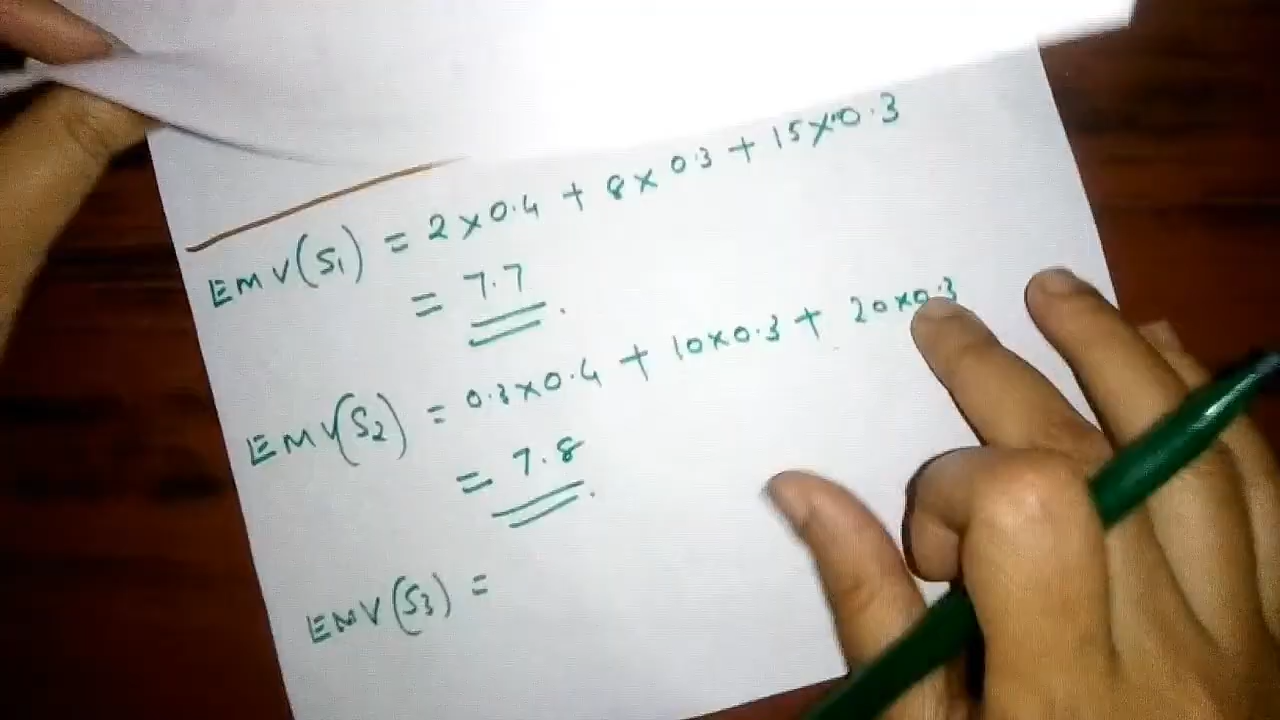 EMV(S1) = 2 × 0.4 + 8 × 0.3 + 15 × 0.3
= 7.7
EMV(S2) = 0.3 × 0.4 + 10 × 0.3 + 20 × 0.3
= 7.8
EMV(S3) =